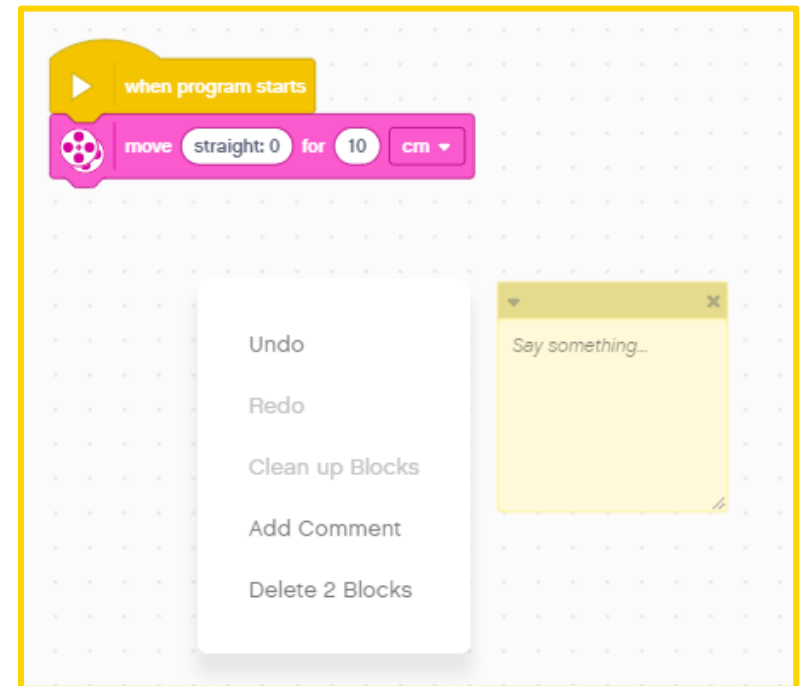 when program starts
move straight: 0 for 10 cm
Undo
Say something...
Redo
Clean up Blocks
Add Comment
Delete 2 Blocks